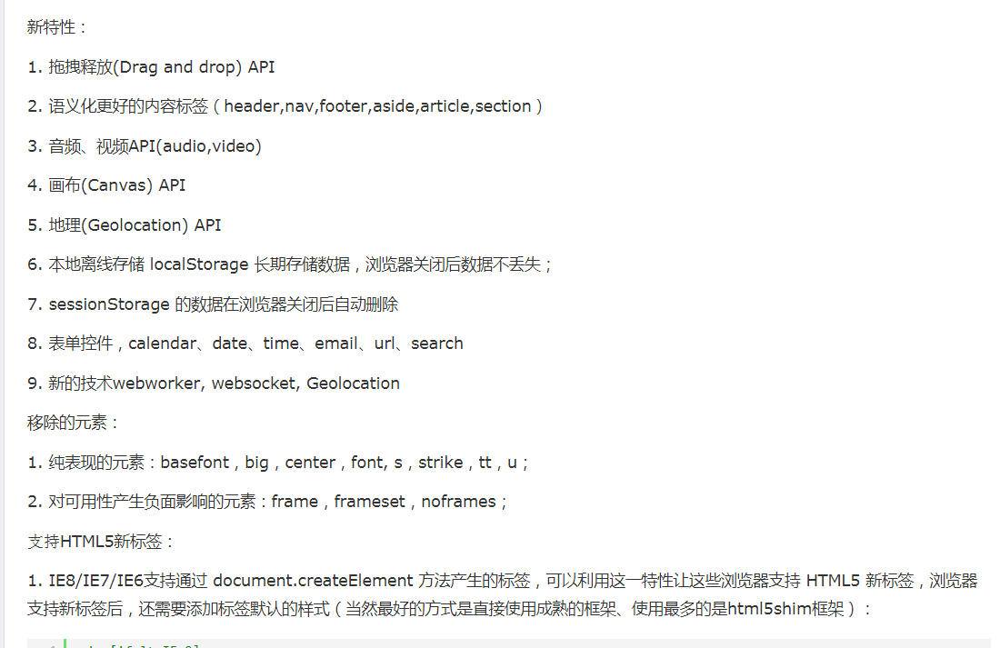 新特性：
1. 拖拽释放(Drag and drop) API
2. 语义化更好的内容标签（header,nav,footer,aside,article,section）
3. 音频、视频API(audio,video)
4. 画布(Canvas) API
5. 地理(Geolocation) API
6. 本地离线存储 localStorage 长期存储数据，浏览器关闭后数据不丢失；
7. sessionStorage 的数据在浏览器关闭后自动删除
8. 表单控件，calendar、date、time、email、url、search
9. 新的技术webworker, websocket, Geolocation
移除的元素：
1. 纯表现的元素：basefont，big，center，font, s，strike，tt，u；
2. 对可用性产生负面影响的元素：frame，frameset，noframes；
支持HTML5新标签：
1. IE8/IE7/IE6支持通过 document.createElement 方法产生的标签，可以利用这一特性让这些浏览器支持 HTML5 新标签，浏览器
支持新标签后，还需要添加标签默认的样式（当然最好的方式是直接使用成熟的框架、使用最多的是html5shim框架）：